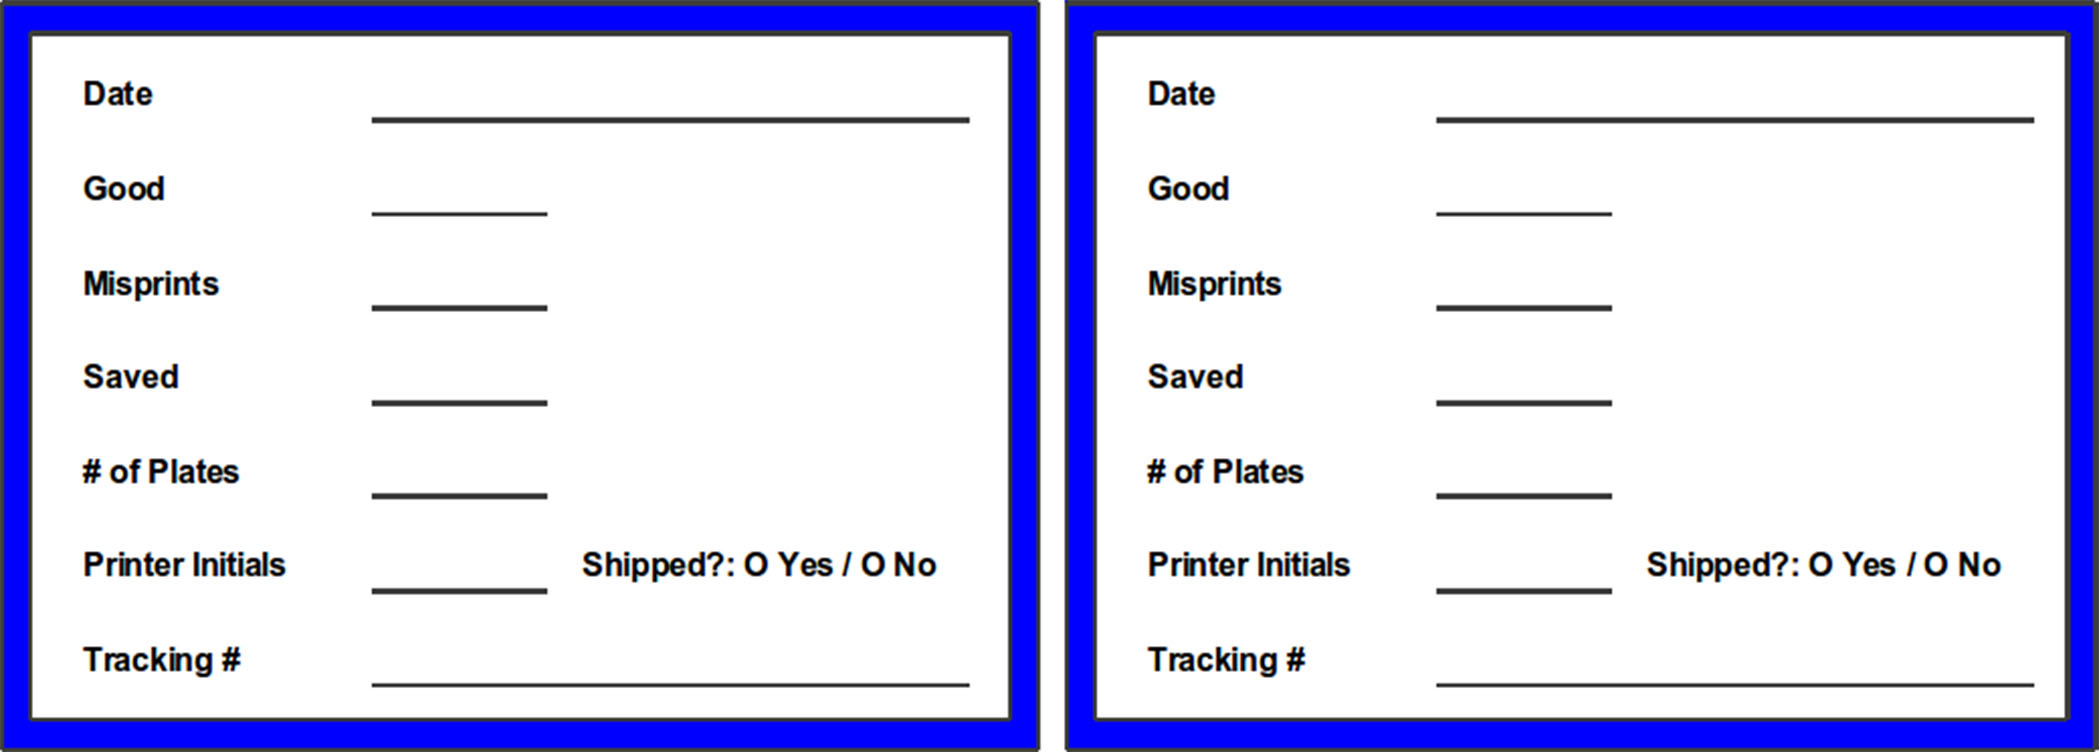 Date
Good
Misprints
Saved
# of Plates
Printer Initials Shipped?: O Yes / O No
Tracking #
Date
Good
Misprints
Saved
# of Plates
Printer Initials Shipped?: O Yes / O No
Tracking #